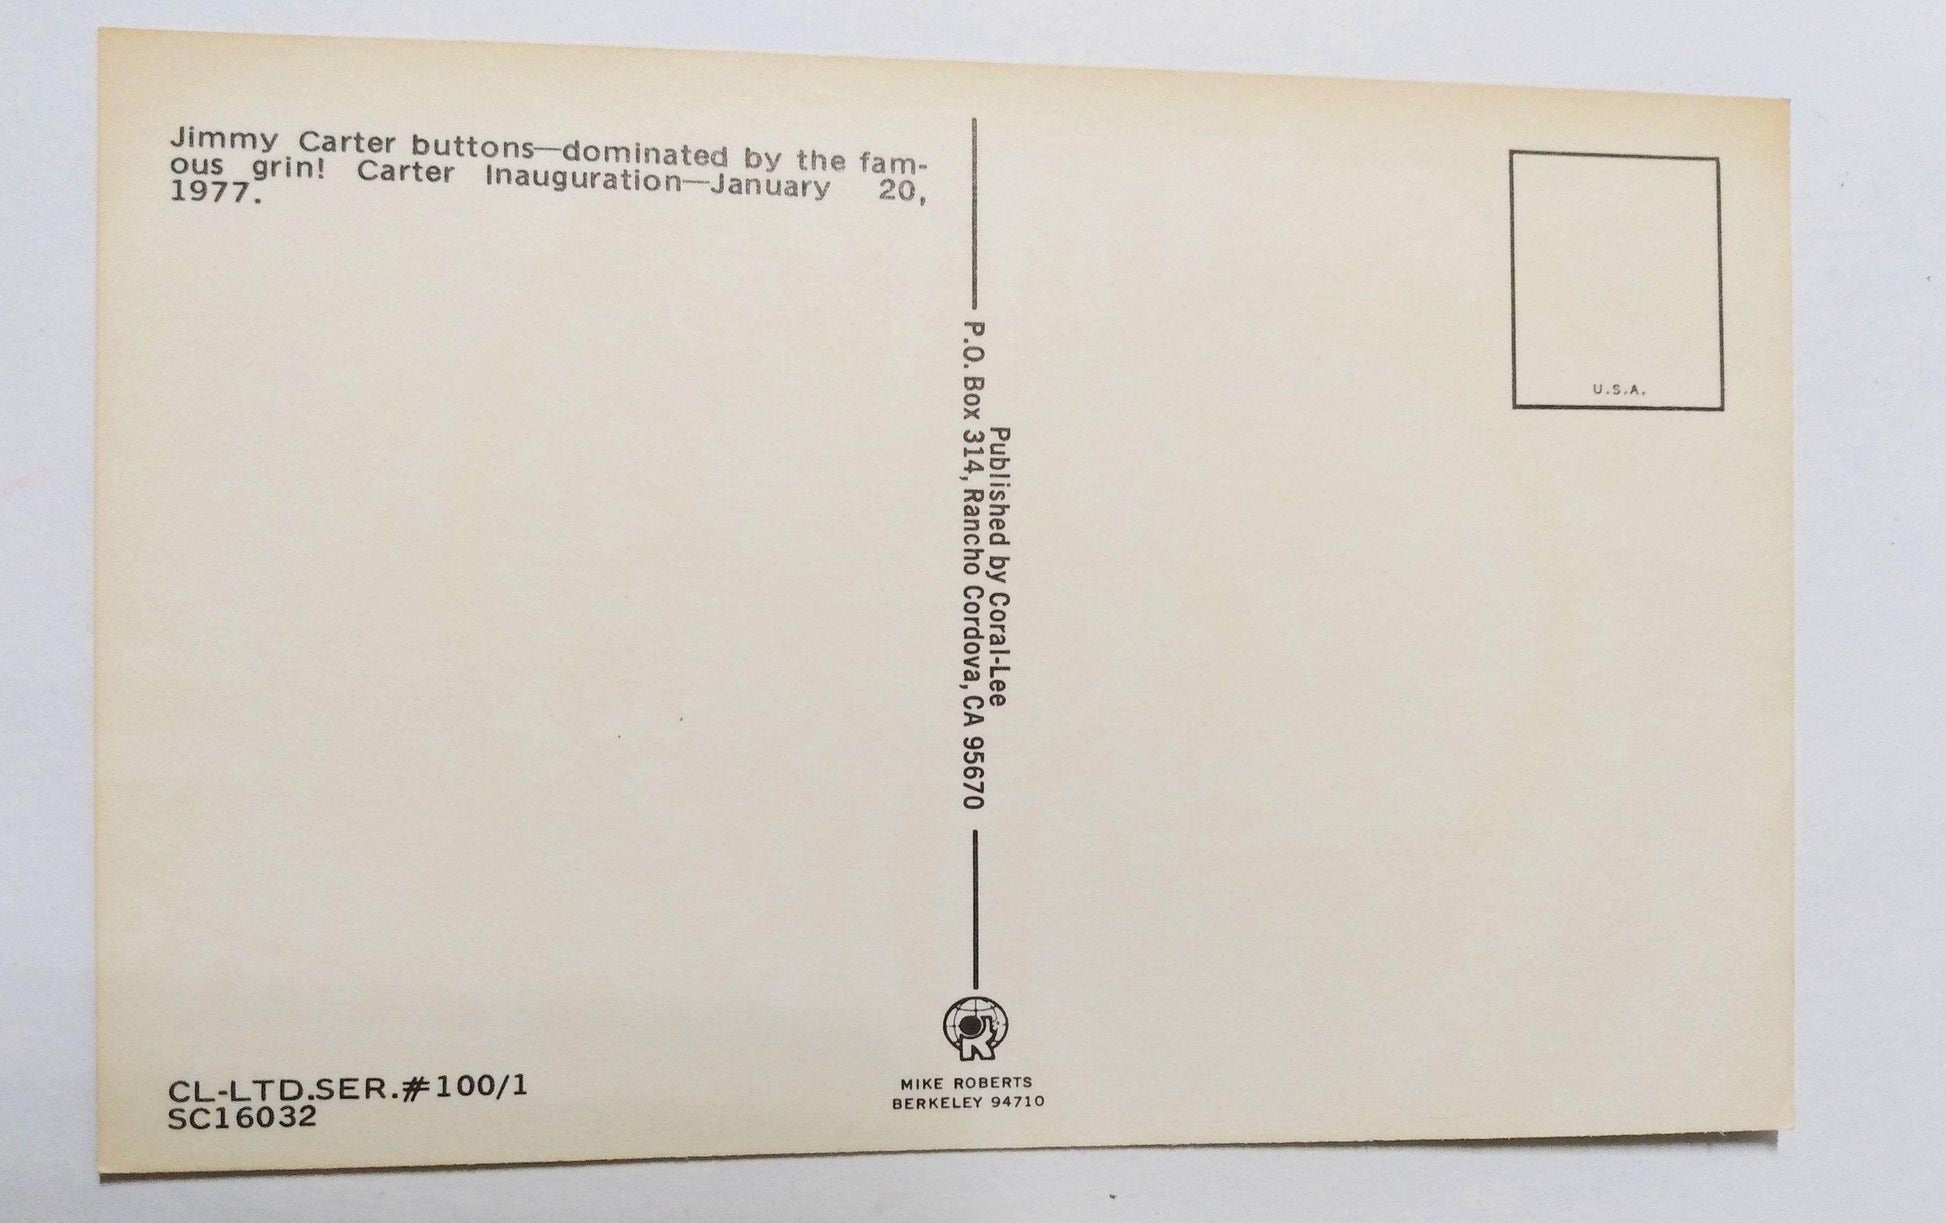 Jimmy Carter buttons—dominated by the fam-
ous grin! Carter Inauguration—January 20,
1977.
U.S.A.
Published by Coral-Lee
P.O. Box 314, Rancho Cordova, CA 95670
CL-LTD.SER.#100/1
SC16032
MIKE ROBERTS
BERKELEY 94710